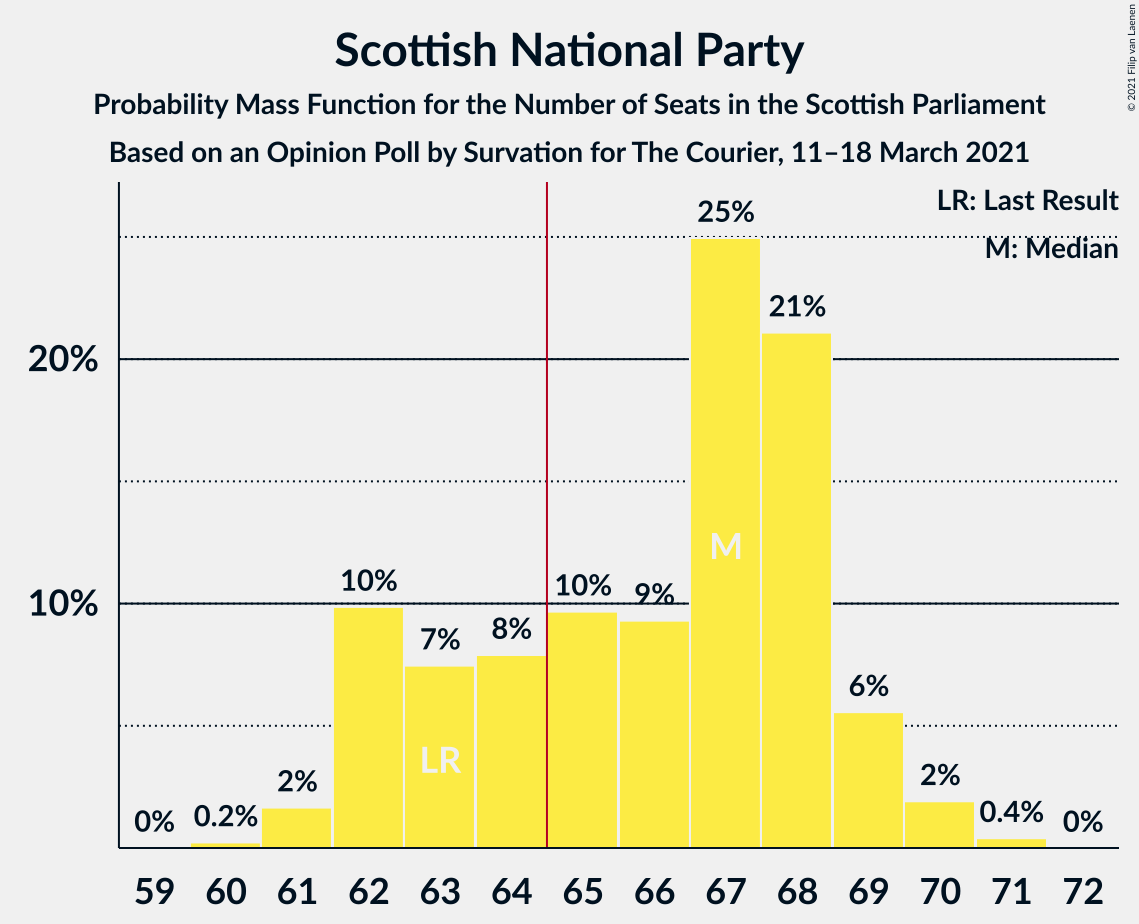 Scottish National Party
Probability Mass Function for the Number of Seats in the Scottish Parliament
Based on an Opinion Poll by Survation for The Courier, 11–18 March 2021
© 2021 Filip van Laenen
LR: Last Result
M: Median
20%
10%
0%
0.2%
2%
10%
7%
8%
10%
9%
25%
21%
6%
2%
0.4%
0%
LR
M
59 60 61 62 63 64 65 66 67 68 69 70 71 72